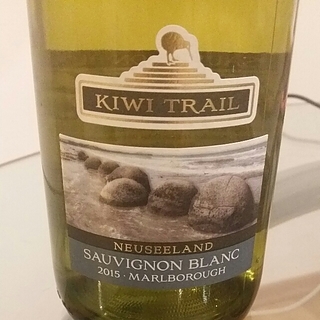 KIWI TRAIL
NEUSEELAND
SAUVIGNON BLANC
2015 · MARLBOROUGH